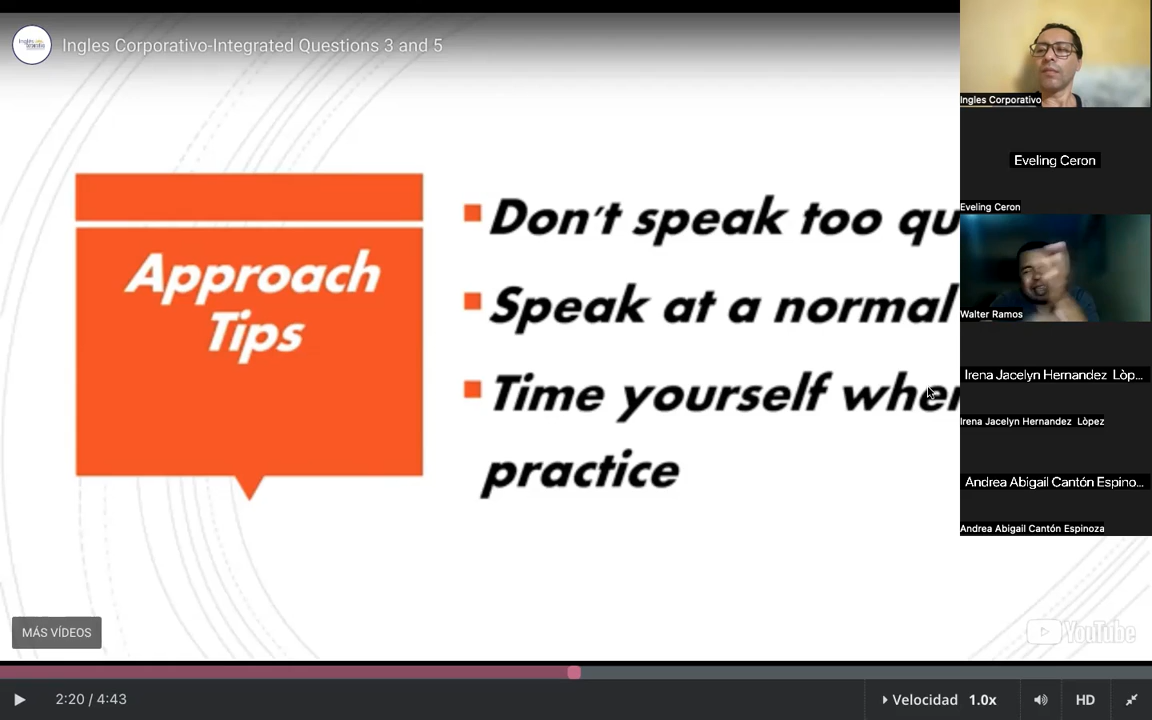 Ingles Corporativo-Integrated Questions 3 and 5
Approach
Tips
Don't speak too qu
Speak at a normal
Time yourself when
practice
Ingles Corporativo
Eveling Ceron
Eveling Ceron
Walter Ramos
Irena Jacelyn Hernandez Lòp...
Irena Jacelyn Hernandez Lòpez
Andrea Abigail Cantón Espino...
Andrea Abigail Cantón Espinoza
MÁS VÍDEOS
YouTube
2:20 / 4:43
Velocidad 1.0x
HD